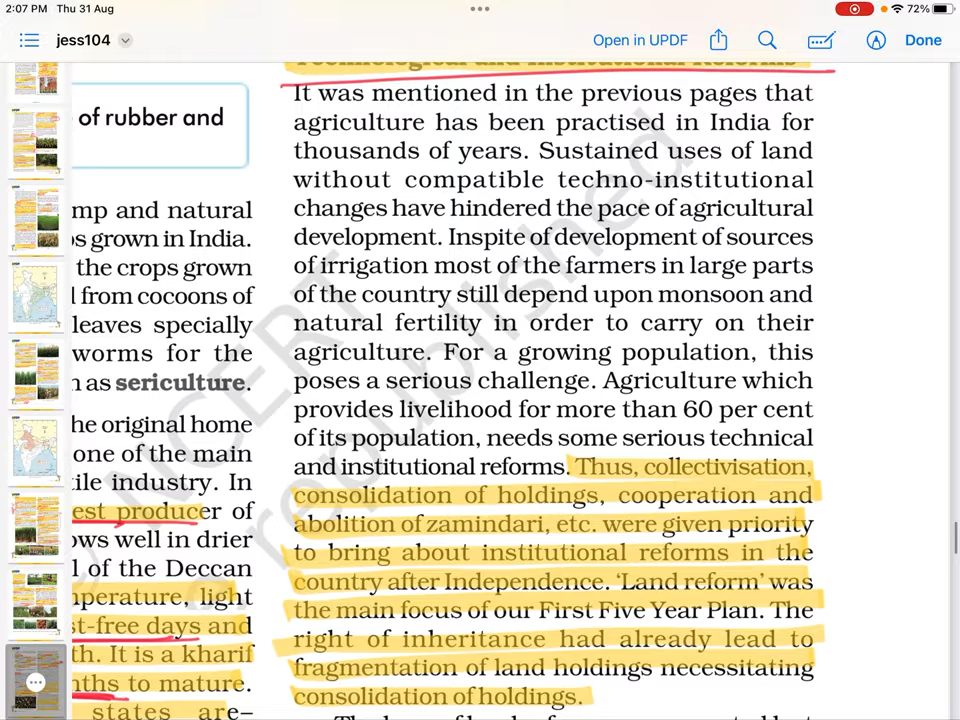 2:07 PM Thu 31 Aug
72%
jess104
Open in UPDF
Done
of rubber and
mp and natural
s grown in India.
the crops grown
from cocoons of
leaves specially
worms for the
as sericulture.
he original home
one of the main
tile industry. In
est producer of
ows well in drier
of the Deccan
mperature, light
st-free days and
th. It is a kharif
nths to mature.
states are–
Technological and Institutional Reforms
It was mentioned in the previous pages that
agriculture has been practised in India for
thousands of years. Sustained uses of land
without compatible techno-institutional
changes have hindered the pace of agricultural
development. Inspite of development of sources
of irrigation most of the farmers in large parts
of the country still depend upon monsoon and
natural fertility in order to carry on their
agriculture. For a growing population, this
poses a serious challenge. Agriculture which
provides livelihood for more than 60 per cent
of its population, needs some serious technical
and institutional reforms. Thus, collectivisation,
consolidation of holdings, cooperation and
abolition of zamindari, etc. were given priority
to bring about institutional reforms in the
country after Independence. ‘Land reform’ was
the main focus of our First Five Year Plan. The
right of inheritance had already lead to
fragmentation of land holdings necessitating
consolidation of holdings.
NCERT
republished